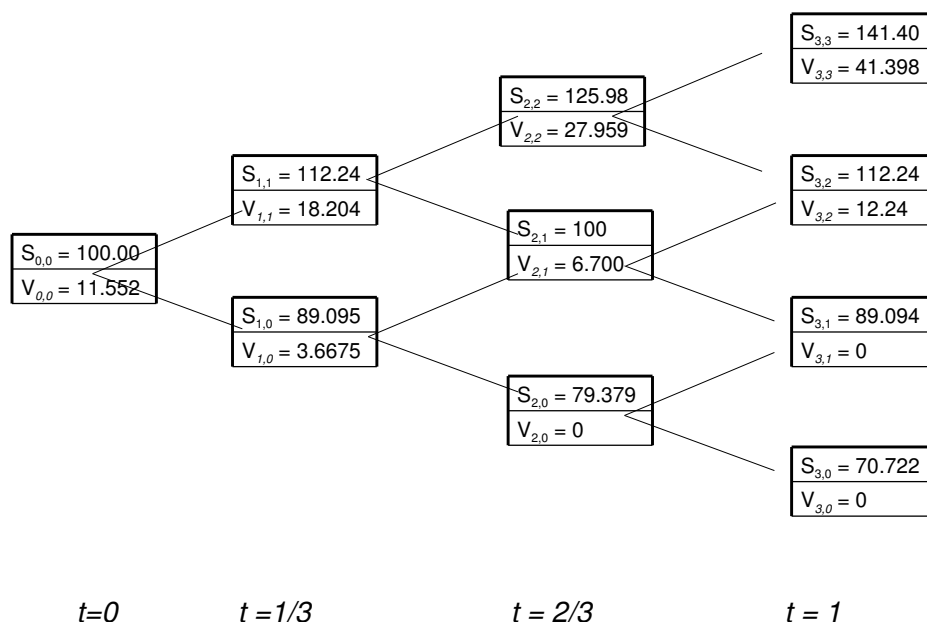 S3,3 = 141.40
V3,3 = 41.398
S2,2 = 125.98
V2,2 = 27.959
S1,1 = 112.24
V1,1 = 18.204
S3,2 = 112.24
V3,2 = 12.24
S0,0 = 100.00
V0,0 = 11.552
S2,1 = 100
V2,1 = 6.700
S1,0 = 89.095
V1,0 = 3.6675
S3,1 = 89.094
V3,1 = 0
S2,0 = 79.379
V2,0 = 0
S3,0 = 70.722
V3,0 = 0
t=0 t =1/3 t = 2/3 t = 1